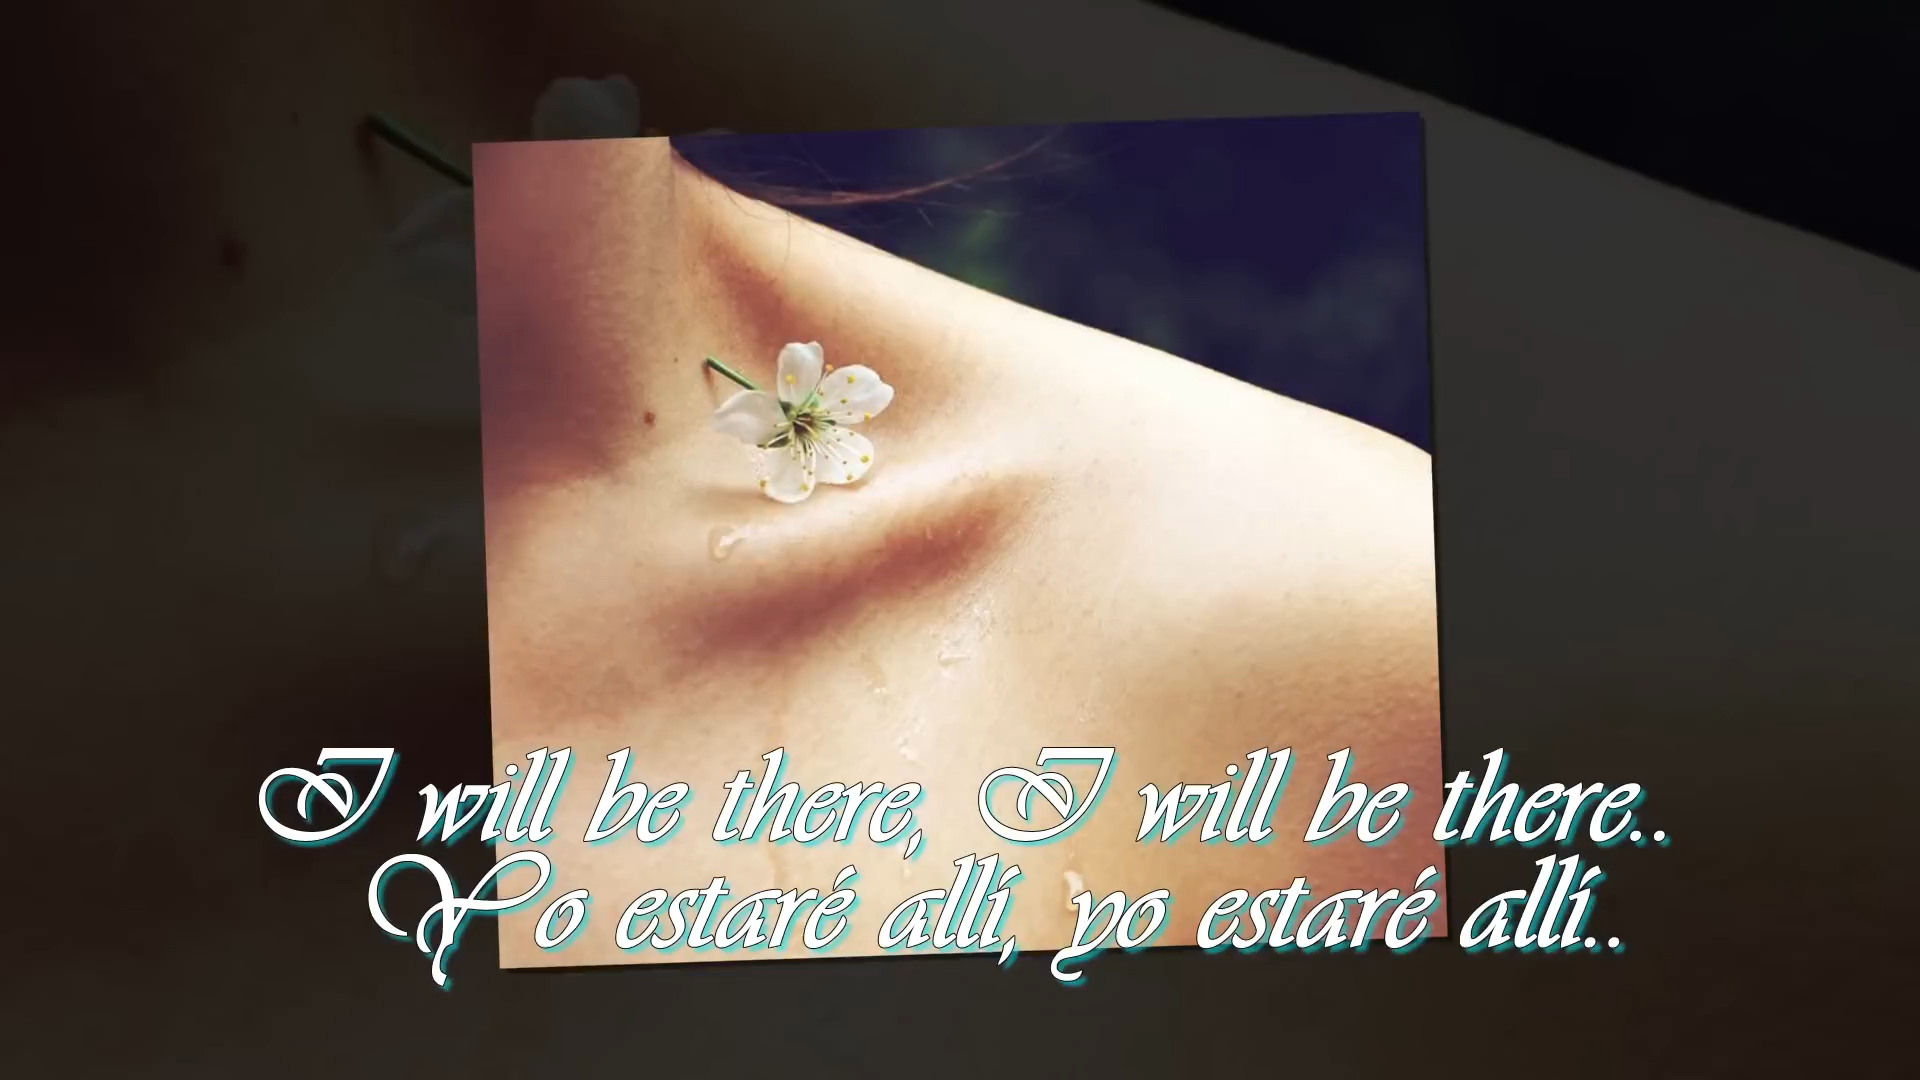 I will be there, I will be there..
Yo estaré allí, yo estaré allí..